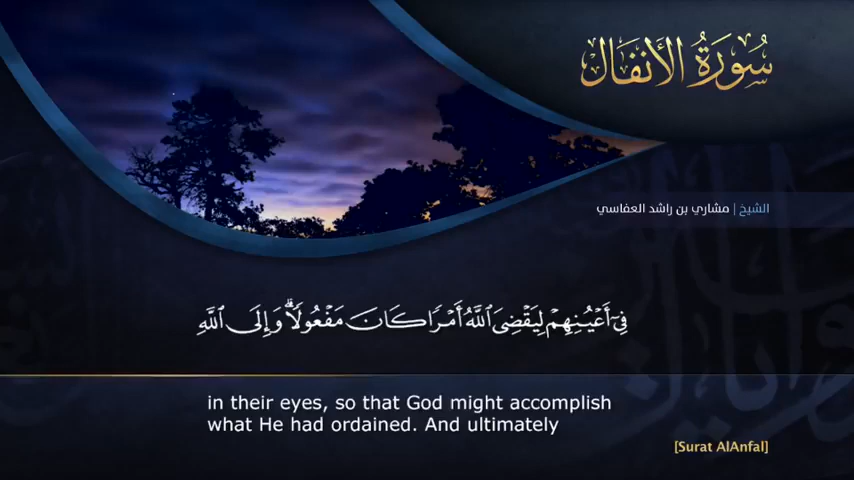 سُورَةُ الأَنفَال
الشيخ | مشاري بن راشد العفاسي
فِىٓ أَعْيُنِهِمْ لِيَقْضِىَ ٱللَّهُ أَمْرًا كَانَ مَفْعُولًا ۗ وَإِلَى ٱللَّهِ
in their eyes, so that God might accomplish
what He had ordained. And ultimately
[Surat AlAnfal]